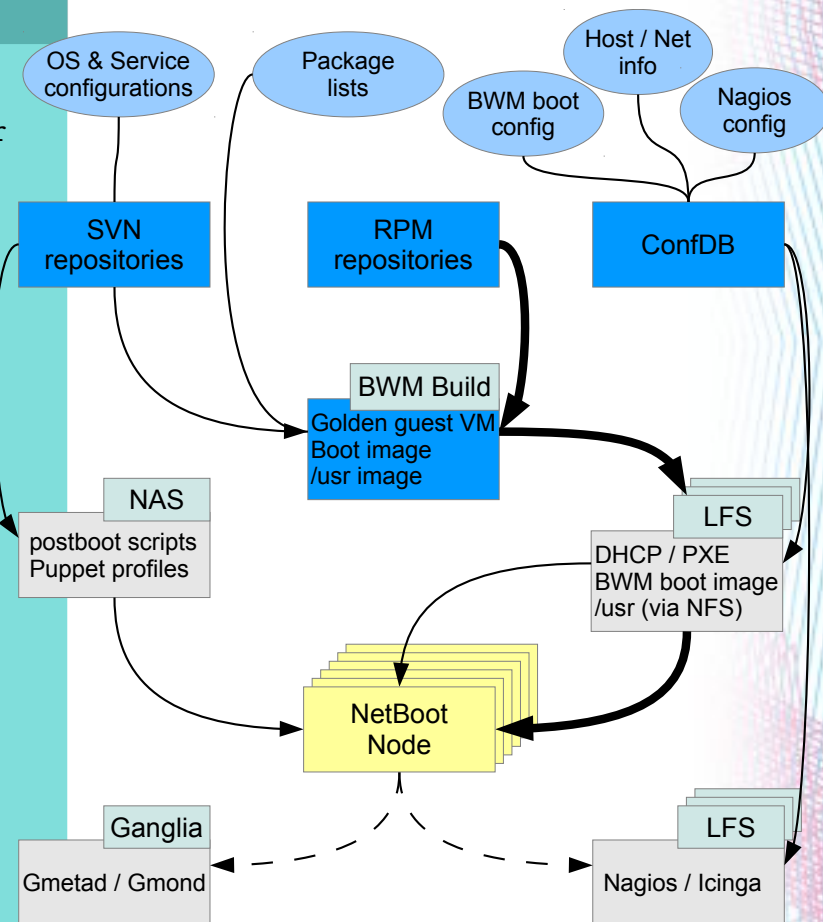 OS & Service
configurations
Package
lists
Host / Net
info
BWM boot
config
Nagios
config
SVN
repositories
RPM
repositories
ConfDB
BWM Build
Golden guest VM
Boot image
/usr image
NAS
postboot scripts
Puppet profiles
LFS
DHCP / PXE
BWM boot image
/usr (via NFS)
NetBoot
Node
Ganglia
Gmetad / Gmond
LFS
Nagios / Icinga